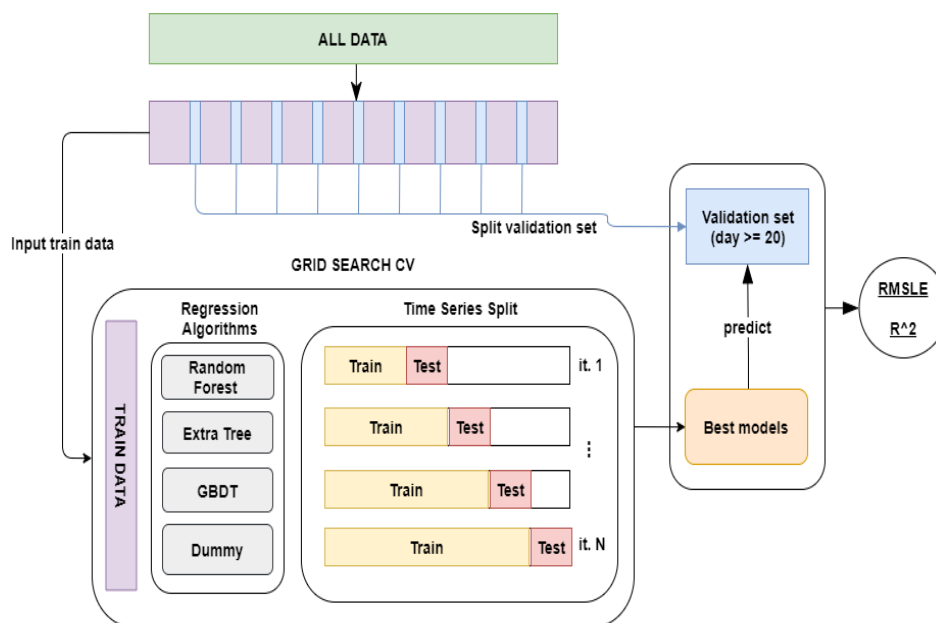 ALL DATA
Split validation set
Input train data
Validation set
(day >= 20)
predict
Best models
RMSLE
R^2
GRID SEARCH CV
TRAIN DATA
Regression
Algorithms
Random
Forest
Extra Tree
GBDT
Dummy
Time Series Split
Train Test it. 1
Train Test
⋮
Train Test
Train Test it. N